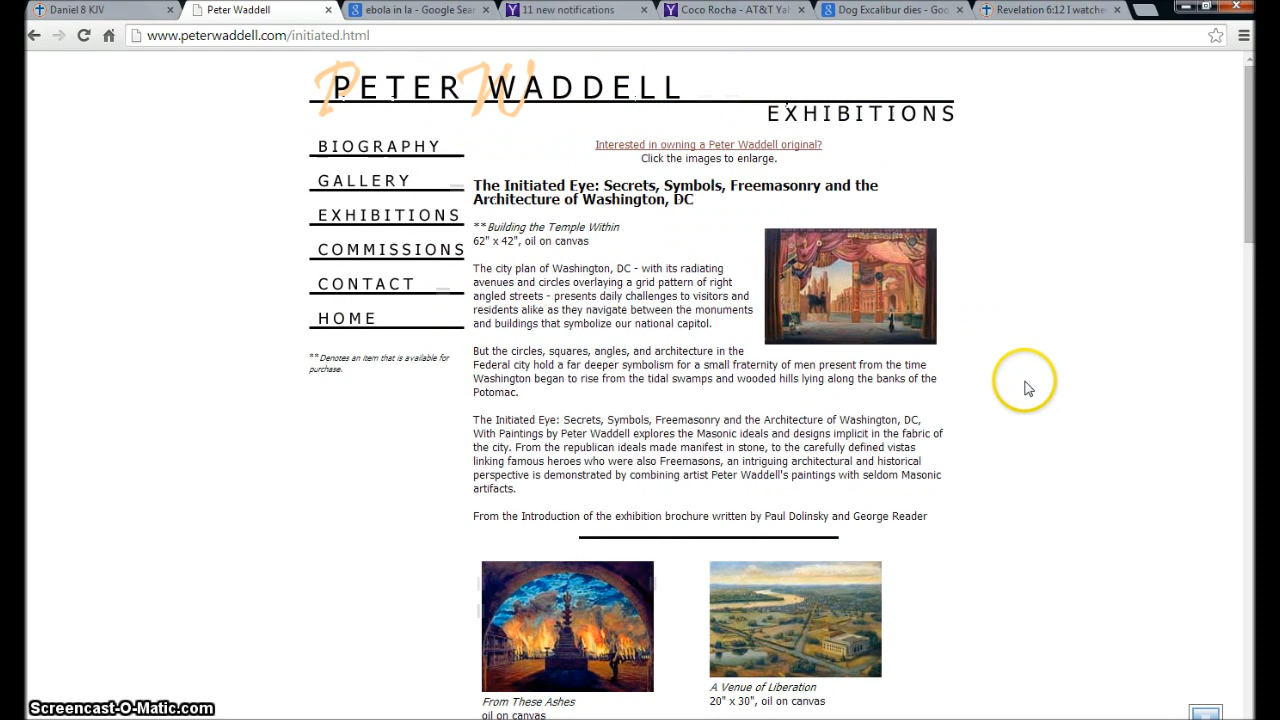 Daniel 8 KJV
Peter Waddell
ebola in la - Google Sear
11 new notifications
Coco Rocha - AT&T Yah
Dog Excalibur dies - Goo
Revelation 6:12 I watche
www.peterwaddell.com/initiated.html
PETER WADDELL
EXHIBITIONS
BIOGRAPHY
GALLERY
EXHIBITIONS
COMMISSIONS
CONTACT
HOME
**Denotes an item that is available for
purchase.
Interested in owning a Peter Waddell original?
Click the images to enlarge.
The Initiated Eye: Secrets, Symbols, Freemasonry and the
Architecture of Washington, DC
**Building the Temple Within
62" x 42", oil on canvas
The city plan of Washington, DC - with its radiating
avenues and circles overlaying a grid pattern of right
angled streets - presents daily challenges to visitors and
residents alike as they navigate between the monuments
and buildings that symbolize our national capitol.
But the circles, squares, angles, and architecture in the
Federal city hold a far deeper symbolism for a small fraternity of men present from the time
Washington began to rise from the tidal swamps and wooded hills lying along the banks of the
Potomac.
The Initiated Eye: Secrets, Symbols, Freemasonry and the Architecture of Washington, DC,
With Paintings by Peter Waddell explores the Masonic ideals and designs implicit in the fabric of
the city. From the republican ideals made manifest in stone, to the carefully defined vistas
linking famous heroes who were also Freemasons, an intriguing architectural and historical
perspective is demonstrated by combining artist Peter Waddell's paintings with seldom Masonic
artifacts.
From the Introduction of the exhibition brochure written by Paul Dolinsky and George Reader
From These Ashes
oil on canvas
A Venue of Liberation
20" x 30", oil on canvas
Screencast-O-Matic.com